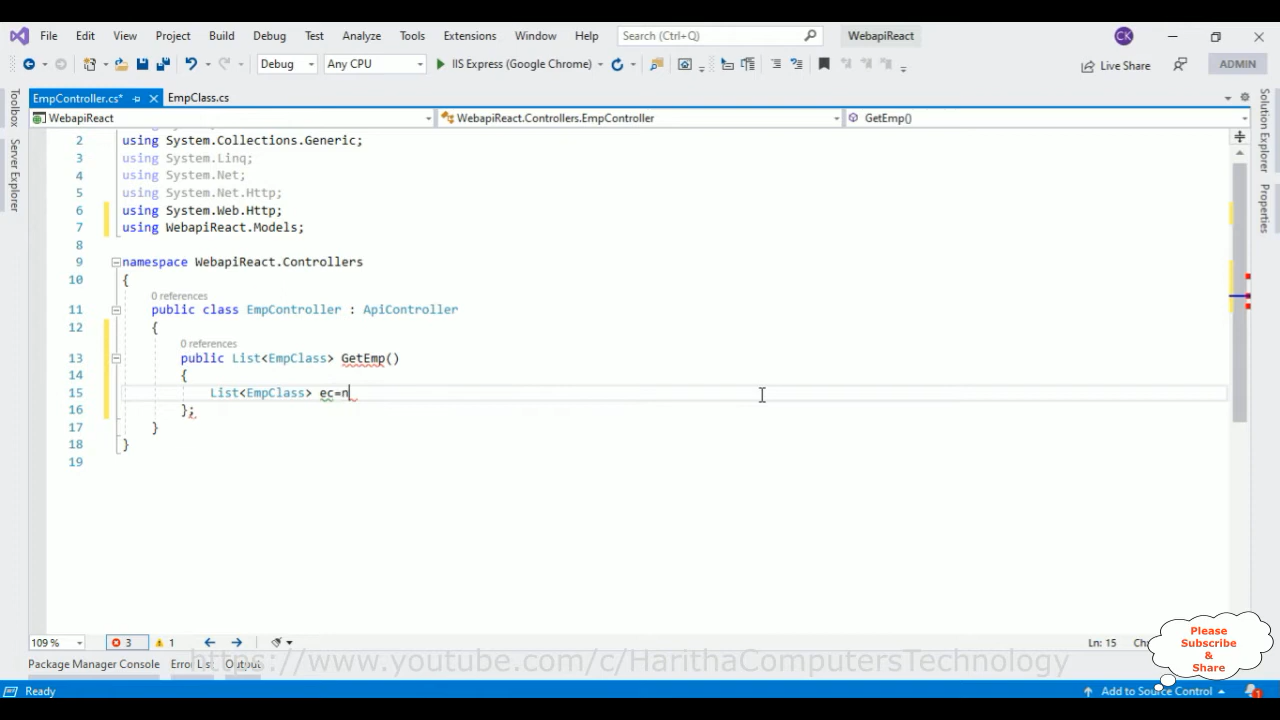 File Edit View Project Build Debug Test Analyze Tools Extensions Window Help Search (Ctrl+Q) WebapiReact CK
Debug Any CPU IIS Express (Google Chrome) Live Share ADMIN
EmpController.cs* EmpClass.cs
WebapiReact WebapiReact.Controllers.EmpController GetEmp()
Toolbox
Server Explorer
Solution Explorer
Properties
2 using System.Collections.Generic;
3 using System.Linq;
4 using System.Net;
5 using System.Net.Http;
6 using System.Web.Http;
7 using WebapiReact.Models;
8
9 namespace WebapiReact.Controllers
10 {
0 references
11 public class EmpController : ApiController
12 {
0 references
13 public List<EmpClass> GetEmp()
14 {
15 List<EmpClass> ec=n
16 };
17 }
18 }
19
109 % 3 1 Ln: 15
Please
Subscribe
&
Share
Package Manager Console Error List Output
https://www.youtube.com/c/HarithaComputersTechnology
Ready Add to Source Control 1